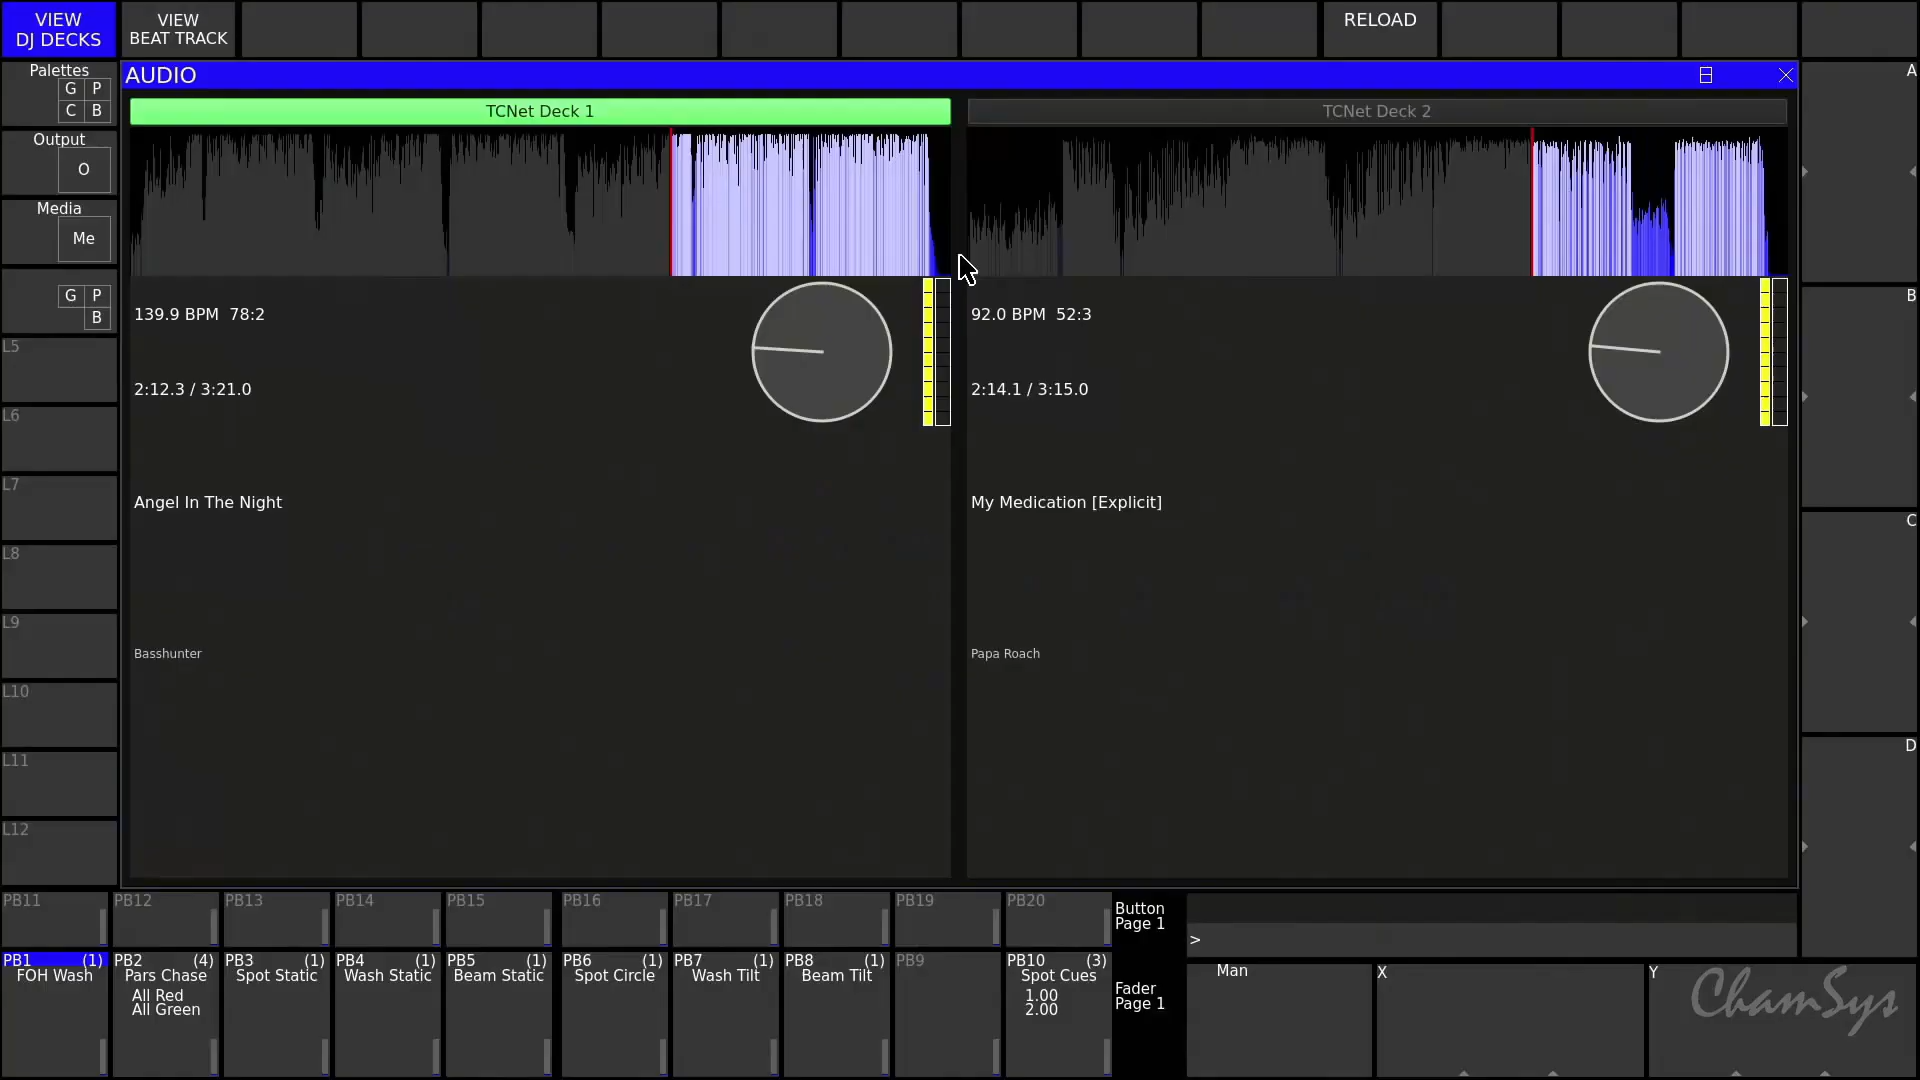 VIEW
DJ DECKS
VIEW
BEAT TRACK
RELOAD
Palettes
G P
C B
Output
O
Media
Me
G P
B
L5
L6
L7
L8
L9
L10
L11
L12
AUDIO
TCNet Deck 1
139.9 BPM 78:2
2:12.3 / 3:21.0
Angel In The Night
Basshunter
TCNet Deck 2
92.0 BPM 52:3
2:14.1 / 3:15.0
My Medication [Explicit]
Papa Roach
A
B
C
D
PB11
PB12
PB13
PB14
PB15
PB16
PB17
PB18
PB19
PB20
Button
Page 1
>
PB1 (1)
FOH Wash
PB2 (4)
Pars Chase
All Red
All Green
PB3 (1)
Spot Static
PB4 (1)
Wash Static
PB5 (1)
Beam Static
PB6 (1)
Spot Circle
PB7 (1)
Wash Tilt
PB8 (1)
Beam Tilt
PB9
PB10 (3)
Spot Cues
1.00
2.00
Fader
Page 1
Man
X
Y
ChamSys